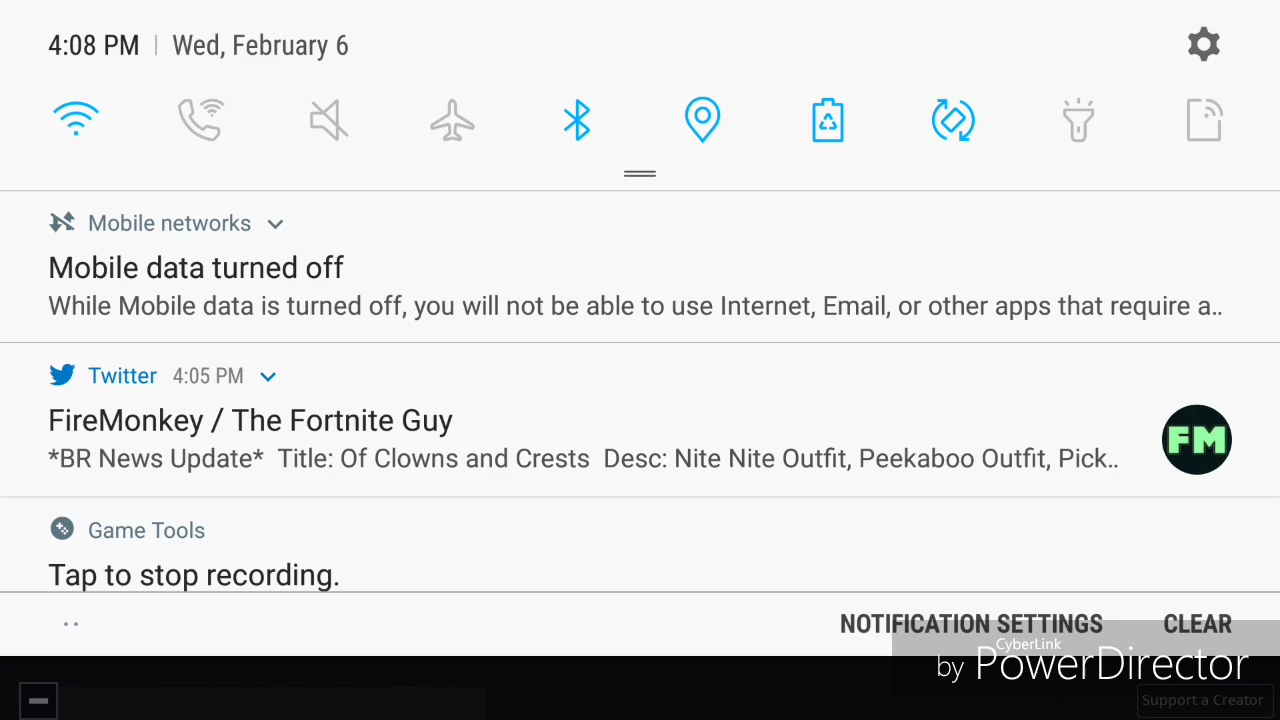 4:08 PM | Wed, February 6
Mobile networks
Mobile data turned off
While Mobile data is turned off, you will not be able to use Internet, Email, or other apps that require a..
Twitter 4:05 PM
FireMonkey / The Fortnite Guy
*BR News Update* Title: Of Clowns and Crests Desc: Nite Nite Outfit, Peekaboo Outfit, Pick..
FM
Game Tools
Tap to stop recording.
NOTIFICATION SETTINGS CLEAR
CyberLink
by PowerDirector
Support a Creator